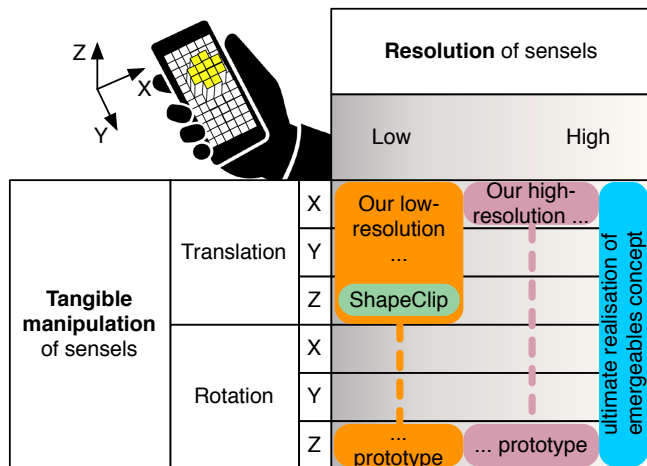 Z
X
Y
Resolution of sensels
Low High
Tangible
manipulation
of sensels
Translation
X
Y
Z
Rotation
X
Y
Z
Our low-
resolution
...
ShapeClip
...
prototype
Our high-
resolution ...
... prototype
ultimate realisation of
emergeables concept